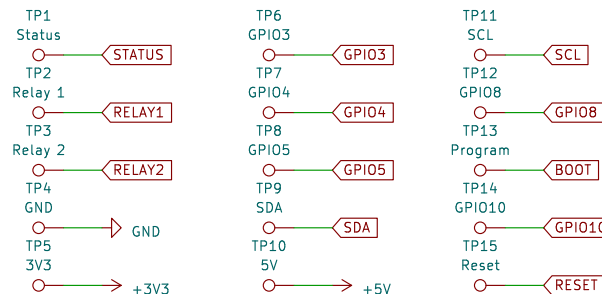 TP1
Status
STATUS
TP2
Relay 1
RELAY1
TP3
Relay 2
RELAY2
TP4
GND
GND
TP5
3V3
+3V3
TP6
GPIO3
GPIO3
TP7
GPIO4
GPIO4
TP8
GPIO5
GPIO5
TP9
SDA
SDA
TP10
5V
+5V
TP11
SCL
SCL
TP12
GPIO8
GPIO8
TP13
Program
BOOT
TP14
GPIO10
GPIO10
TP15
Reset
RESET